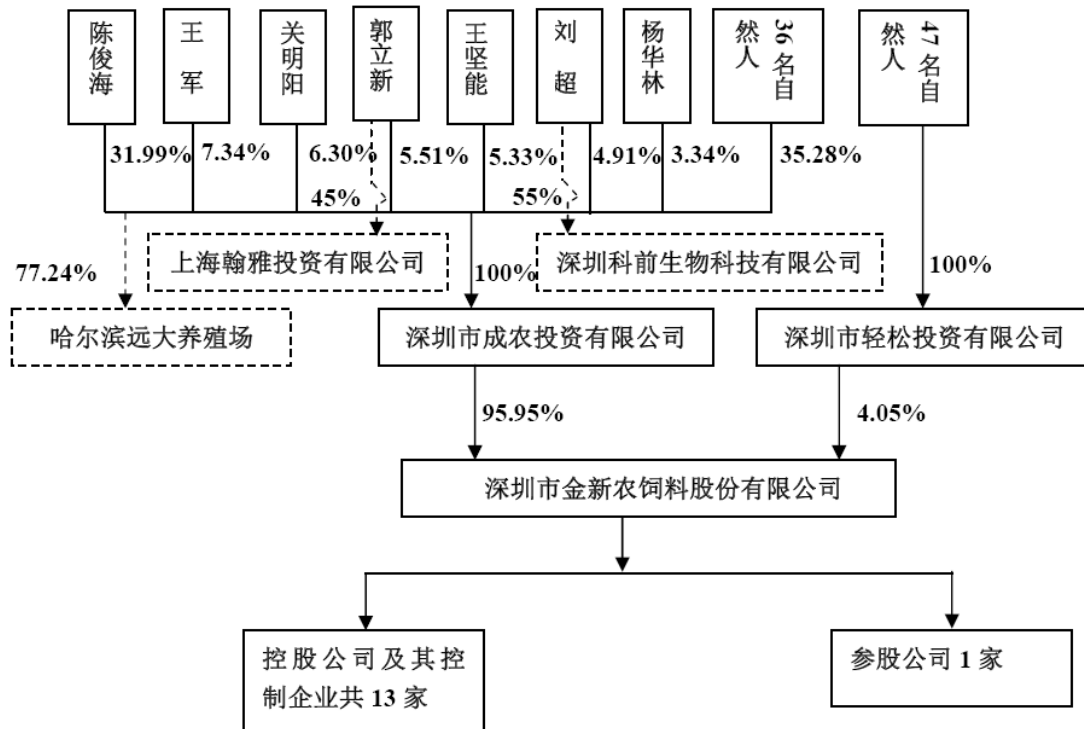 陈俊海
王军
关明阳
郭立新
王坚能
刘超
杨华林
36 名自
然人
47 名自
然人
31.99%
7.34%
6.30%
5.51%
5.33%
4.91%
3.34%
35.28%
45%
55%
上海翰雅投资有限公司
深圳科前生物科技有限公司
77.24%
100%
100%
哈尔滨远大养殖场
深圳市成农投资有限公司
深圳市轻松投资有限公司
95.95%
4.05%
深圳市金新农饲料股份有限公司
控股公司及其控
制企业共 13 家
参股公司 1 家